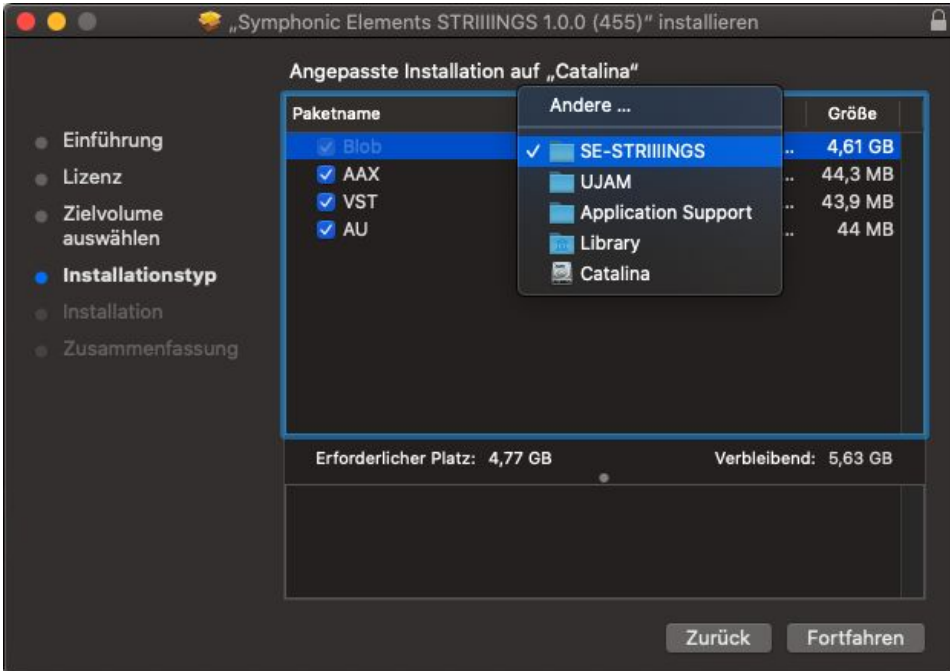 „Symphonic Elements STRIIIINGS 1.0.0 (455)“ installieren
Angepasste Installation auf „Catalina“
Einführung
Lizenz
Zielvolume
auswählen
Installationstyp
Installation
Zusammenfassung
Paketname Größe
Blob .. 4,61 GB
AAX .. 44,3 MB
VST .. 43,9 MB
AU .. 44 MB
Andere ...
SE-STRIIIINGS
UJAM
Application Support
Library
Catalina
Erforderlicher Platz: 4,77 GB Verbleibend: 5,63 GB
Zurück Fortfahren